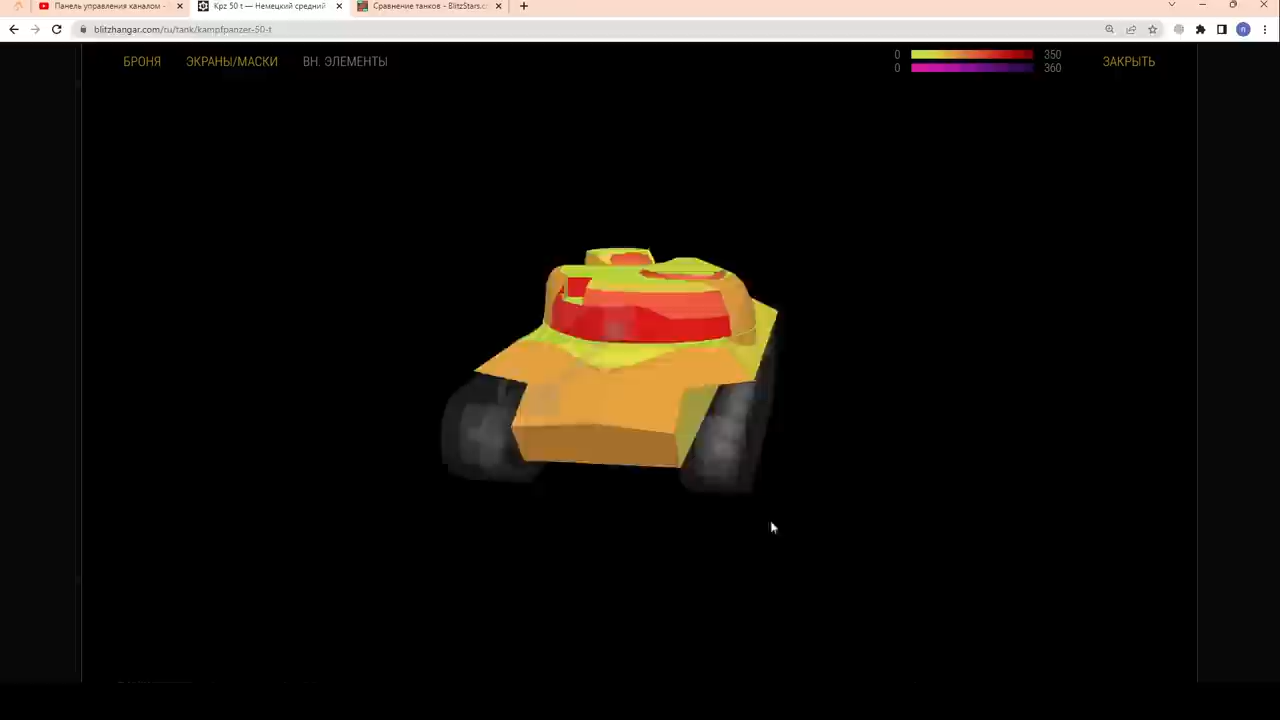 Панель управления каналом -
Kpz 50 t — Немецкий средний
Сравнение танков - BlitzStars.c
blitzhangar.com/ru/tank/kampfpanzer-50-t
n
БРОНЯ ЭКРАНЫ/МАСКИ ВН. ЭЛЕМЕНТЫ 0 350 ЗАКРЫТЬ
0 360